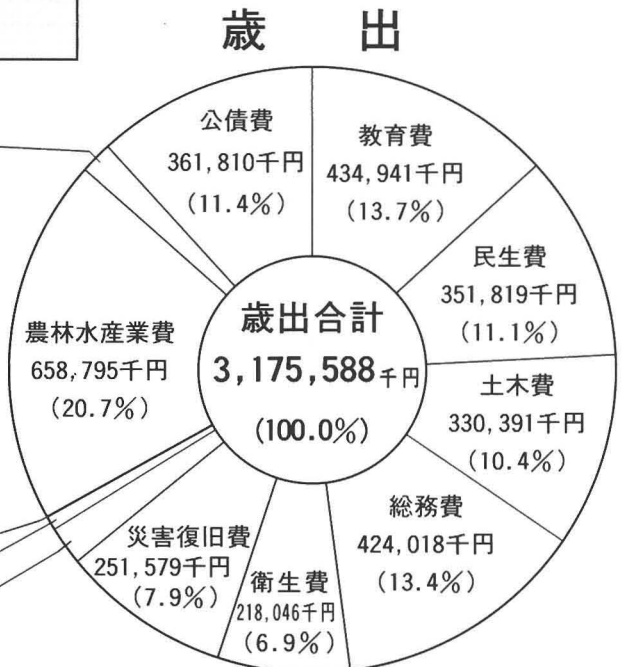 歳出
公債費
361,810千円
(11.4%)
教育費
434,941千円
(13.7%)
民生費
351,819千円
(11.1%)
土木費
330,391千円
(10.4%)
総務費
424,018千円
(13.4%)
衛生費
218,046千円
(6.9%)
災害復旧費
251,579千円
(7.9%)
農林水産業費
658,795千円
(20.7%)
歳出合計
3,175,588千円
(100.0%)